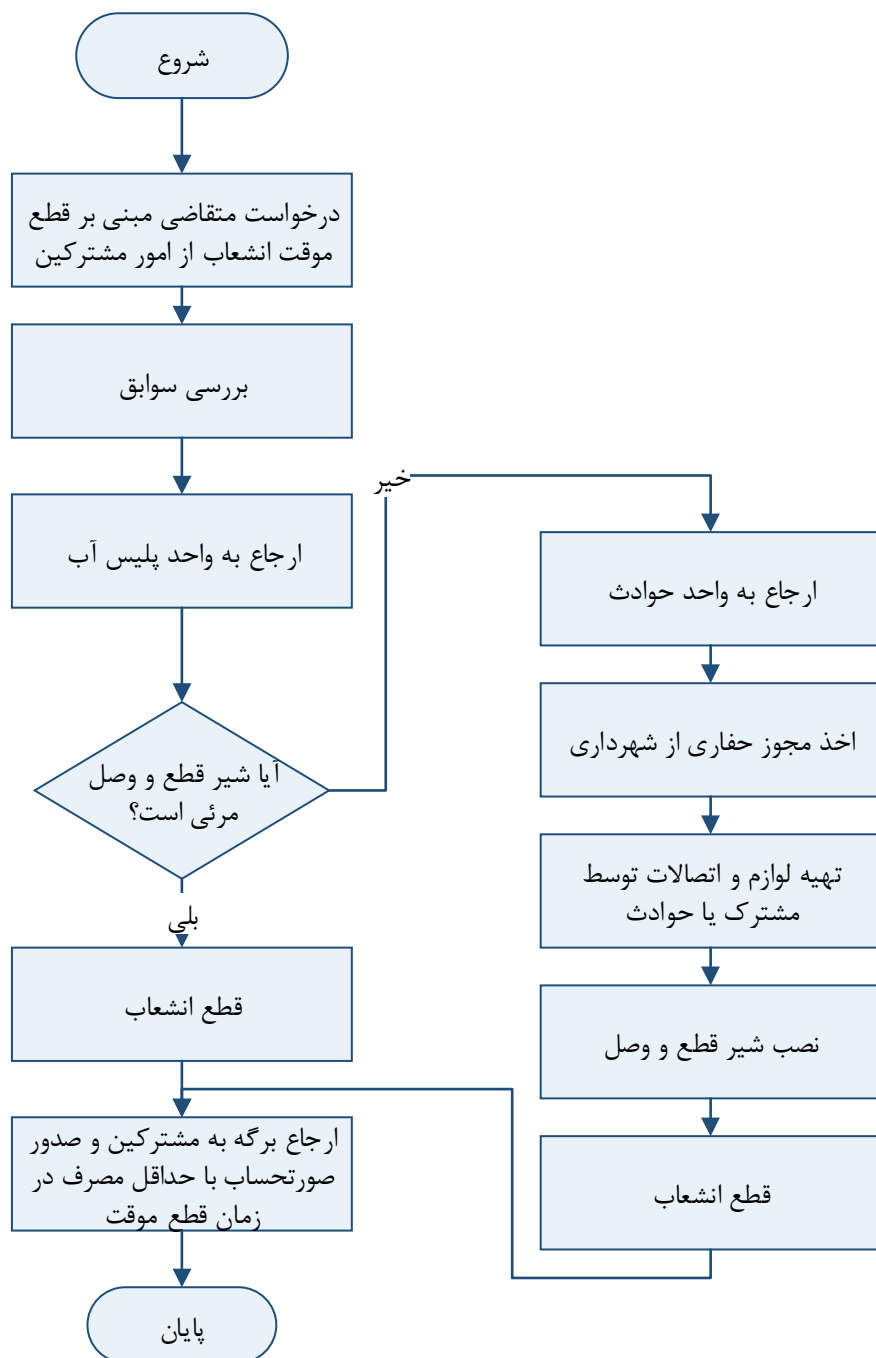 شروع
درخواست متقاضی مبنی بر قطع
موقت انشعاب از امور مشترکین
بررسی سوابق
ارجاع به واحد پلیس آب
آیا شیر قطع و وصل
مرئی است؟
بلی
قطع انشعاب
خیر
ارجاع به واحد حوادث
اخذ مجوز حفاری از شهرداری
تهیه لوازم و اتصالات توسط
مشترک یا حوادث
نصب شیر قطع و وصل
قطع انشعاب
ارجاع برگه به مشترکین و صدور
صورتحساب با حداقل مصرف در
زمان قطع موقت
پایان